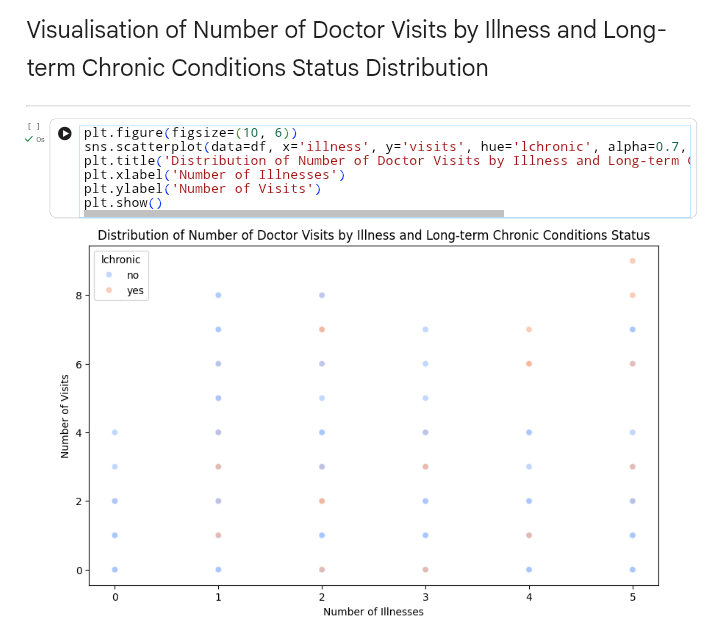 Visualisation of Number of Doctor Visits by Illness and Long-
term Chronic Conditions Status Distribution
[ ]
0s
plt.figure(figsize=(10, 6))
sns.scatterplot(data=df, x='illness', y='visits', hue='lchronic', alpha=0.7,
plt.title('Distribution of Number of Doctor Visits by Illness and Long-term
plt.xlabel('Number of Illnesses')
plt.ylabel('Number of Visits')
plt.show()
Distribution of Number of Doctor Visits by Illness and Long-term Chronic Conditions Status
lchronic
no
yes
Number of Visits
8
6
4
2
0
0 1 2 3 4 5
Number of Illnesses